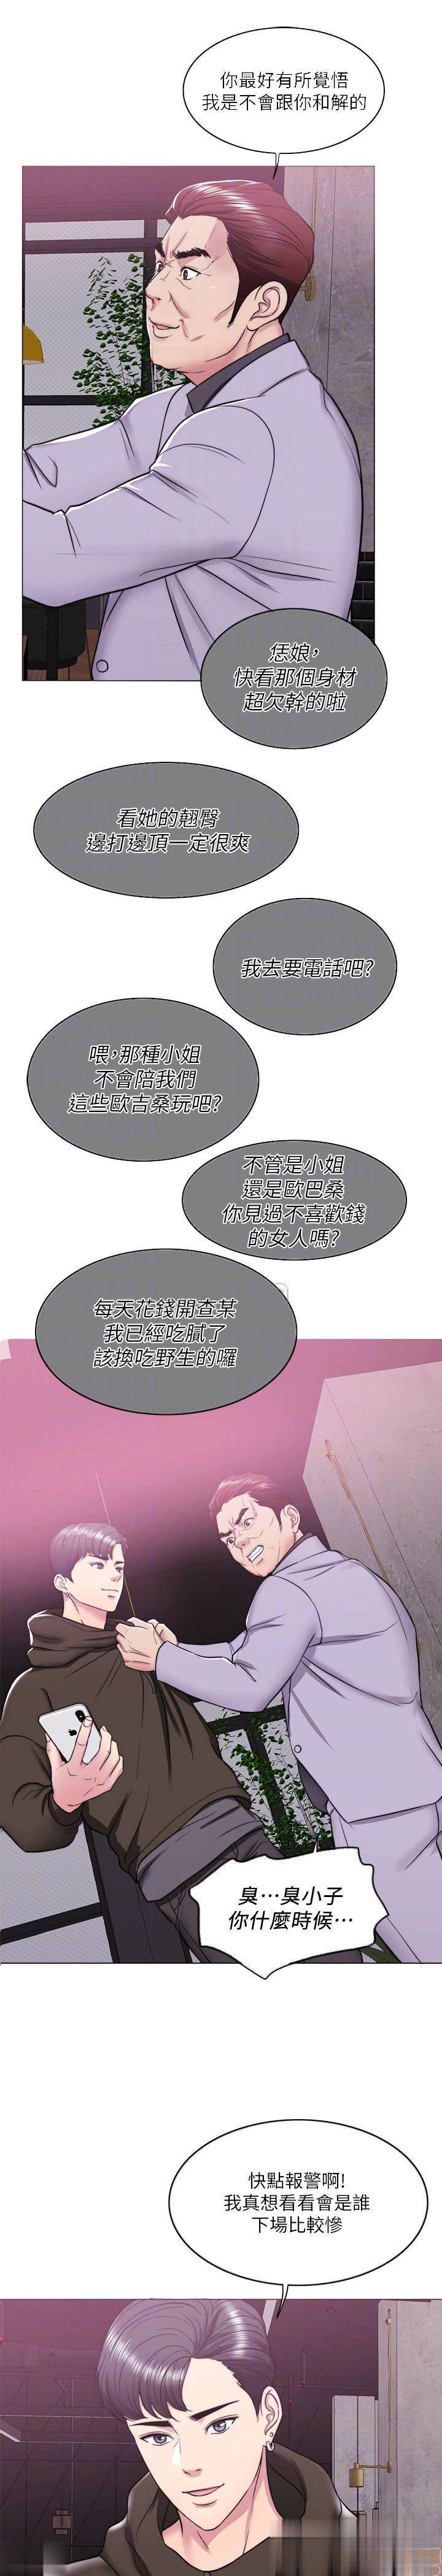 你最好有所覺悟
我是不會跟你和解的
恁娘，
快看那個身材
超欠幹的啦
看她的翹臀
邊打邊頂一定很爽
我去要電話吧?
喂，那種小姐
不會陪我們
這些歐吉桑玩吧?
不管是小姐
還是歐巴桑
你見過不喜歡錢
的女人嗎?
每天花錢開查某
我已經吃膩了
該換吃野生的囉
臭…臭小子
你什麼時候…
快點報警啊!
我真想看看會是誰
下場比較慘